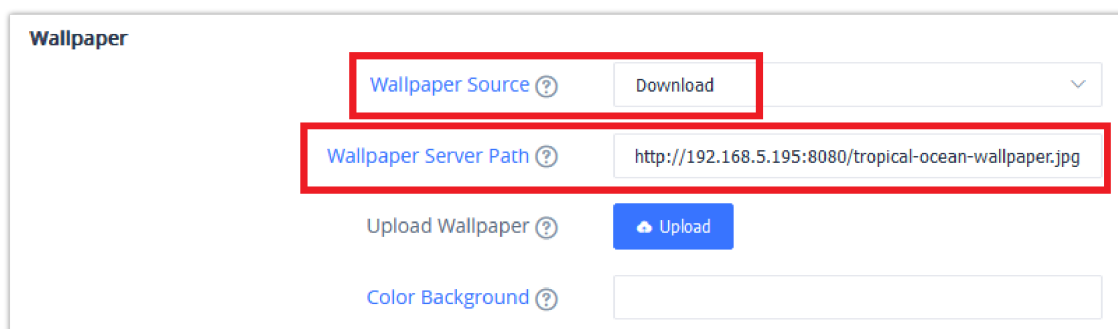 Wallpaper
Wallpaper Source ? Download
Wallpaper Server Path ? http://192.168.5.195:8080/tropical-ocean-wallpaper.jpg
Upload Wallpaper ? Upload
Color Background ?